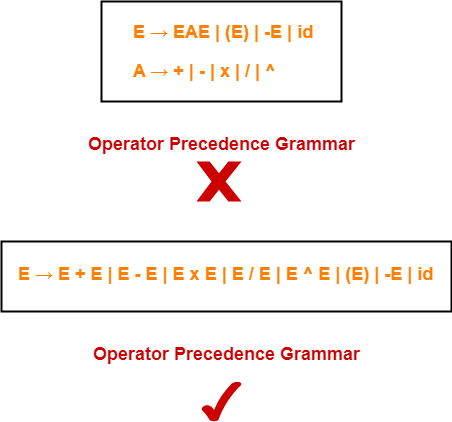 E → EAE | (E) | -E | id
A → + | - | x | / | ^
Operator Precedence Grammar
E → E + E | E - E | E x E | E / E | E ^ E | (E) | -E | id
Operator Precedence Grammar